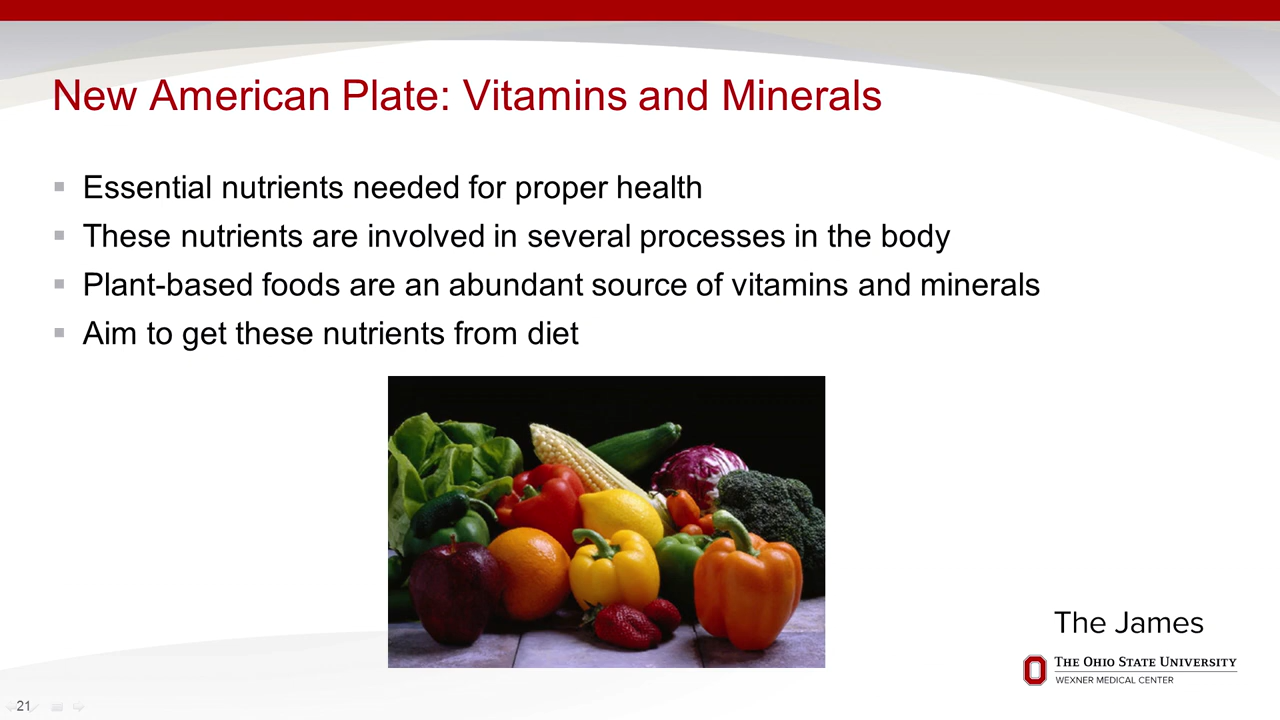 New American Plate: Vitamins and Minerals
Essential nutrients needed for proper health
These nutrients are involved in several processes in the body
Plant-based foods are an abundant source of vitamins and minerals
Aim to get these nutrients from diet
The James
THE OHIO STATE UNIVERSITY
WEXNER MEDICAL CENTER
21